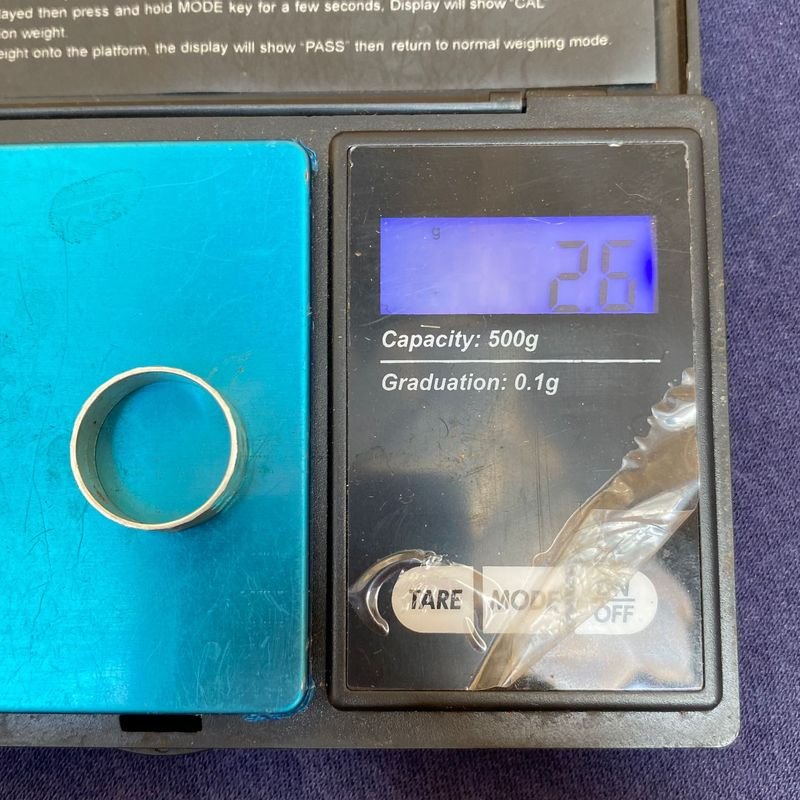 layed then press and hold MODE key for a few seconds, Display will show "CAL"
on weight.
eight onto the platform, the display will show "PASS" then return to normal weighing mode.
g
2.6
Capacity: 500g
Graduation: 0.1g
TARE MODE ON
OFF